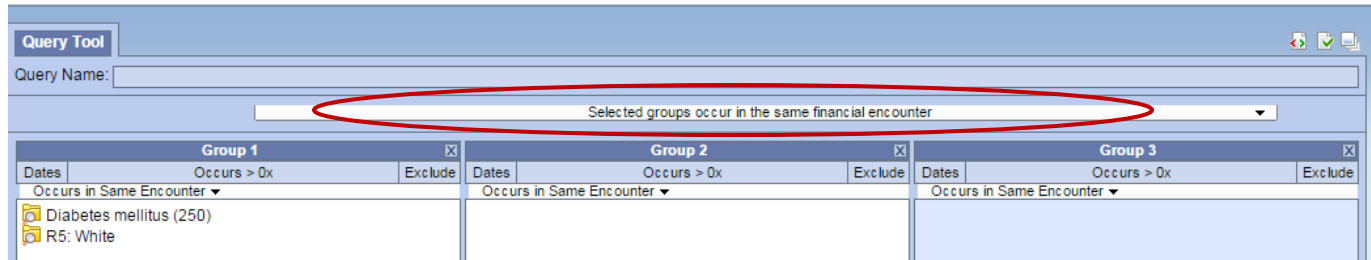 Query Tool
Query Name:
Selected groups occur in the same financial encounter
Group 1 X Group 2 X Group 3 X
Dates Occurs > 0x Exclude Dates Occurs > 0x Exclude Dates Occurs > 0x Exclude
Occurs in Same Encounter Occurs in Same Encounter Occurs in Same Encounter
Diabetes mellitus (250)
R5: White